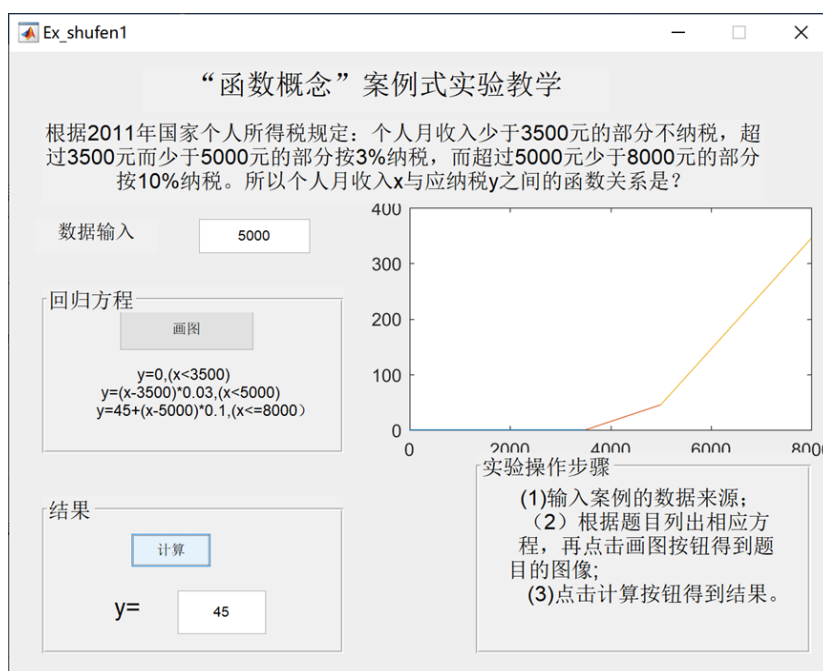 Ex_shufen1
“函数概念”案例式实验教学
根据2011年国家个人所得税规定：个人月收入少于3500元的部分不纳税，超
过3500元而少于5000元的部分按3%纳税，而超过5000元少于8000元的部分
按10%纳税。所以个人月收入x与应纳税y之间的函数关系是？
数据输入
5000
回归方程
画图
y=0,(x<3500)
y=(x-3500)*0.03,(x<5000)
y=45+(x-5000)*0.1,(x<=8000）
400
300
200
100
0
0 2000 4000 6000 8000
结果
计算
y=
45
实验操作步骤
(1)输入案例的数据来源；
（2）根据题目列出相应方
程，再点击画图按钮得到题
目的图像;
(3)点击计算按钮得到结果。